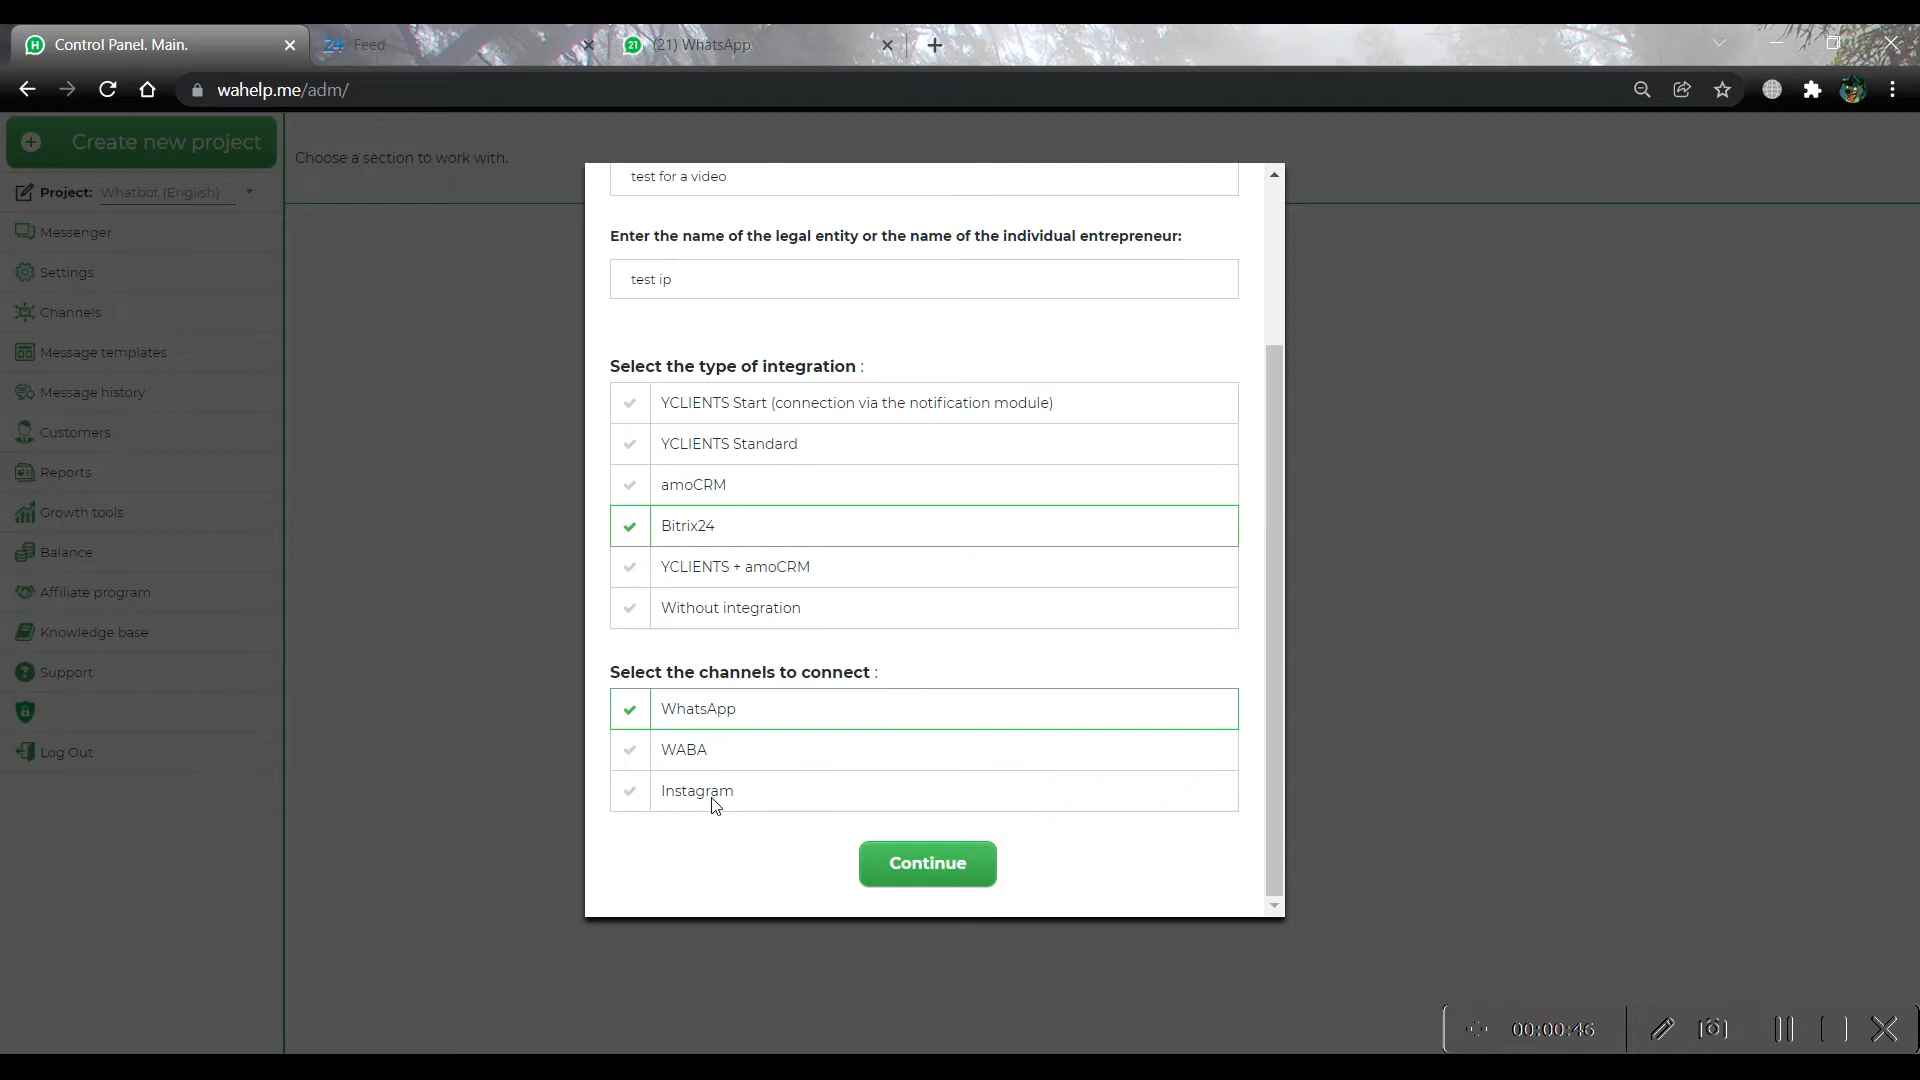 Control Panel. Main.
24 Feed
21 (21) WhatsApp
wahelp.me/adm/
Create new project
Choose a section to work with.
Project: Whatbot (English)
Messenger
Settings
Channels
Message templates
Message history
Customers
Reports
Growth tools
Balance
Affiliate program
Knowledge base
Support
Log Out
test for a video
Enter the name of the legal entity or the name of the individual entrepreneur:
test ip
Select the type of integration :
YCLIENTS Start (connection via the notification module)
YCLIENTS Standard
amoCRM
Bitrix24
YCLIENTS + amoCRM
Without integration
Select the channels to connect :
WhatsApp
WABA
Instagram
Continue
00:00:46